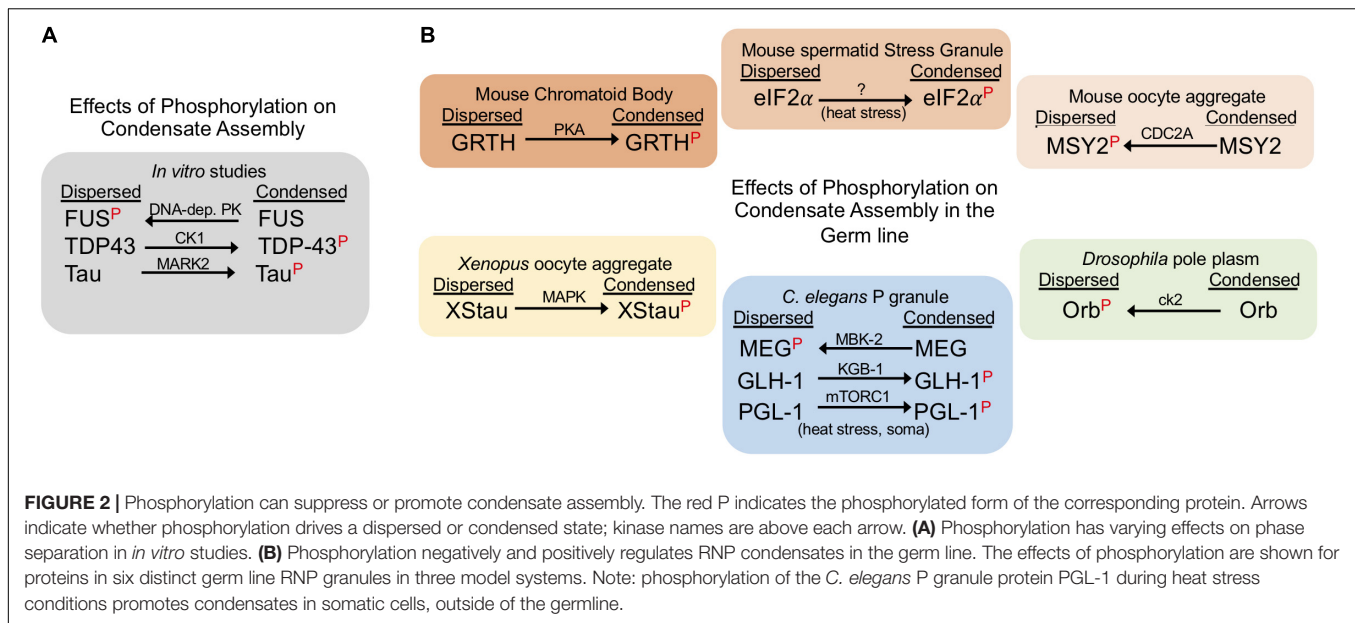 A
Effects of Phosphorylation on
Condensate Assembly
In vitro studies
Dispersed Condensed
FUSP DNA-dep. PK FUS
TDP43 CK1 TDP-43P
Tau MARK2 TauP
B
Mouse Chromatoid Body
Dispersed Condensed
GRTH PKA GRTHP
Mouse spermatid Stress Granule
Dispersed Condensed
eIF2α ? eIF2αP
(heat stress)
Mouse oocyte aggregate
Dispersed Condensed
MSY2P CDC2A MSY2
Effects of Phosphorylation on
Condensate Assembly in the
Germ line
Xenopus oocyte aggregate
Dispersed Condensed
XStau MAPK XStauP
C. elegans P granule
Dispersed Condensed
MEGP MBK-2 MEG
GLH-1 KGB-1 GLH-1P
PGL-1 mTORC1 PGL-1P
(heat stress, soma)
Drosophila pole plasm
Dispersed Condensed
OrbP ck2 Orb
FIGURE 2 | Phosphorylation can suppress or promote condensate assembly. The red P indicates the phosphorylated form of the corresponding protein. Arrows
indicate whether phosphorylation drives a dispersed or condensed state; kinase names are above each arrow. (A) Phosphorylation has varying effects on phase
separation in in vitro studies. (B) Phosphorylation negatively and positively regulates RNP condensates in the germ line. The effects of phosphorylation are shown for
proteins in six distinct germ line RNP granules in three model systems. Note: phosphorylation of the C. elegans P granule protein PGL-1 during heat stress
conditions promotes condensates in somatic cells, outside of the germline.